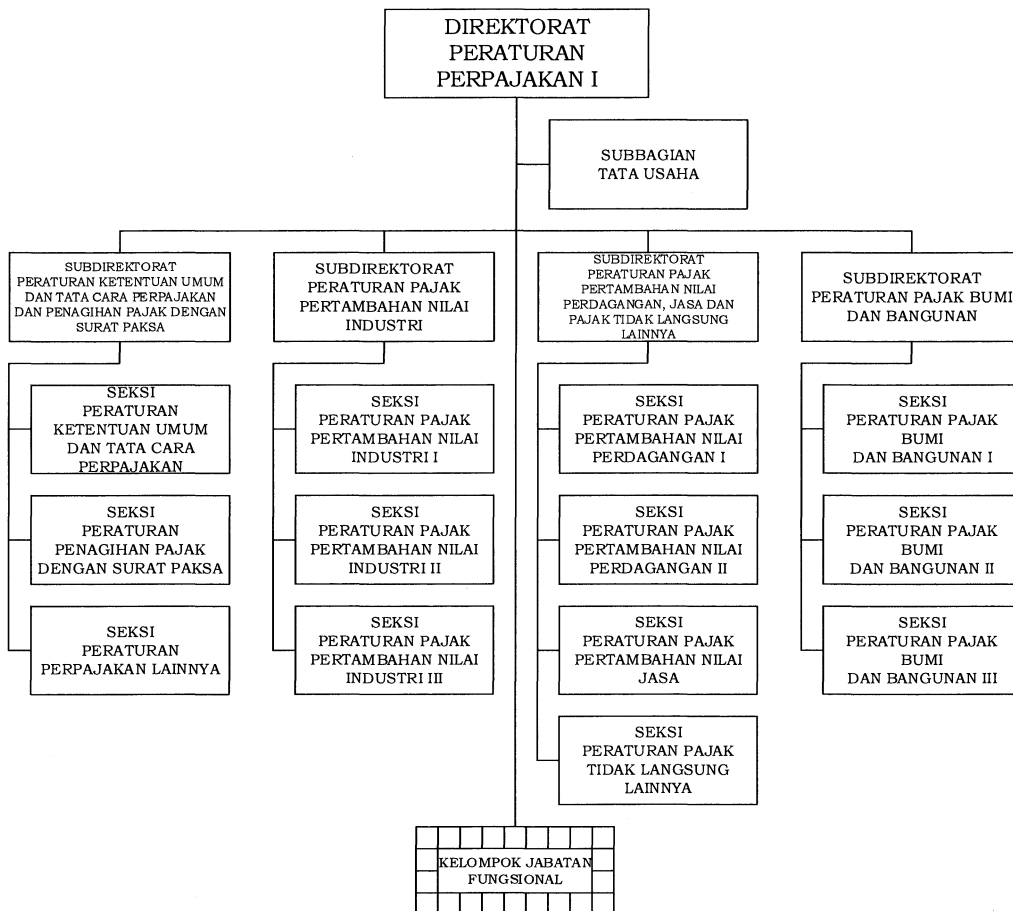 DIREKTORAT
PERATURAN
PERPAJAKAN I
SUBBAGIAN
TATA USAHA
SUBDIREKTORAT
PERATURAN KETENTUAN UMUM
DAN TATA CARA PERPAJAKAN
DAN PENAGIHAN PAJAK DENGAN
SURAT PAKSA
SUBDIREKTORAT
PERATURAN PAJAK
PERTAMBAHAN NILAI
INDUSTRI
SUBDIREKTORAT
PERATURAN PAJAK
PERTAMBAHAN NILAI
PERDAGANGAN, JASA DAN
PAJAK TIDAK LANGSUNG
LAINNYA
SUBDIREKTORAT
PERATURAN PAJAK BUMI
DAN BANGUNAN
SEKSI
PERATURAN
KETENTUAN UMUM
DAN TATA CARA
PERPAJAKAN
SEKSI
PERATURAN PAJAK
PERTAMBAHAN NILAI
INDUSTRI I
SEKSI
PERATURAN PAJAK
PERTAMBAHAN NILAI
PERDAGANGAN I
SEKSI
PERATURAN PAJAK
BUMI
DAN BANGUNAN I
SEKSI
PERATURAN
PENAGIHAN PAJAK
DENGAN SURAT PAKSA
SEKSI
PERATURAN PAJAK
PERTAMBAHAN NILAI
INDUSTRI II
SEKSI
PERATURAN PAJAK
PERTAMBAHAN NILAI
PERDAGANGAN II
SEKSI
PERATURAN PAJAK
BUMI
DAN BANGUNAN II
SEKSI
PERATURAN
PERPAJAKAN LAINNYA
SEKSI
PERATURAN PAJAK
PERTAMBAHAN NILAI
INDUSTRI III
SEKSI
PERATURAN PAJAK
PERTAMBAHAN NILAI
JASA
SEKSI
PERATURAN PAJAK
BUMI
DAN BANGUNAN III
SEKSI
PERATURAN PAJAK
TIDAK LANGSUNG
LAINNYA
KELOMPOK JABATAN
FUNGSIONAL